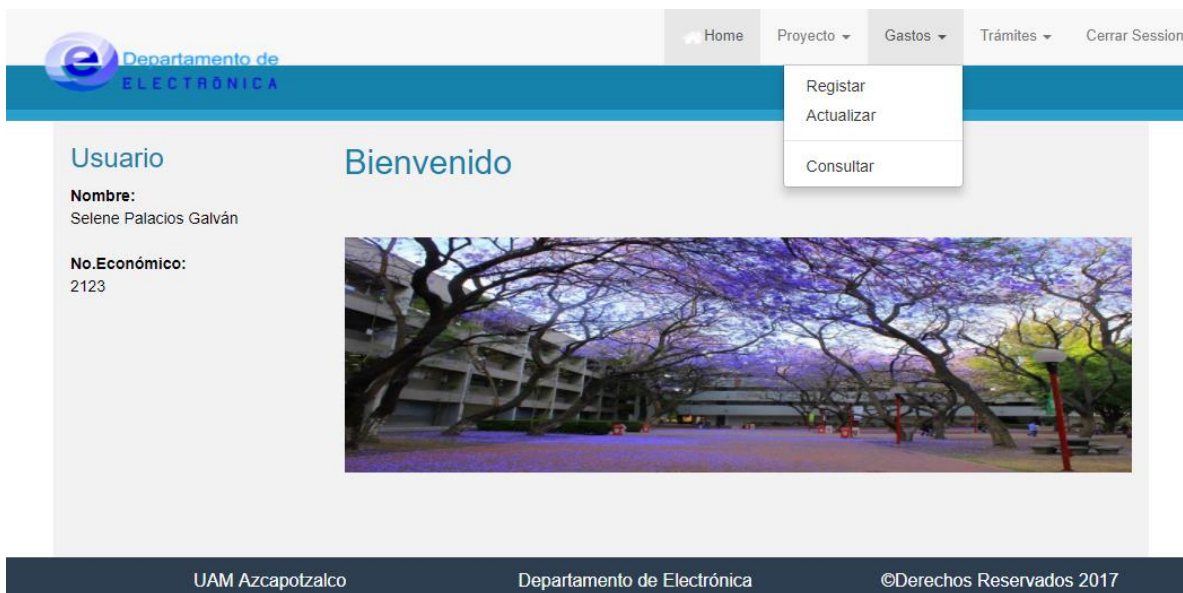 Home Proyecto Gastos Trámites Cerrar Session
Departamento de
ELECTRÓNICA
Registar
Actualizar
Consultar
Usuario
Nombre:
Selene Palacios Galván
No.Económico:
2123
Bienvenido
UAM Azcapotzalco Departamento de Electrónica ©Derechos Reservados 2017